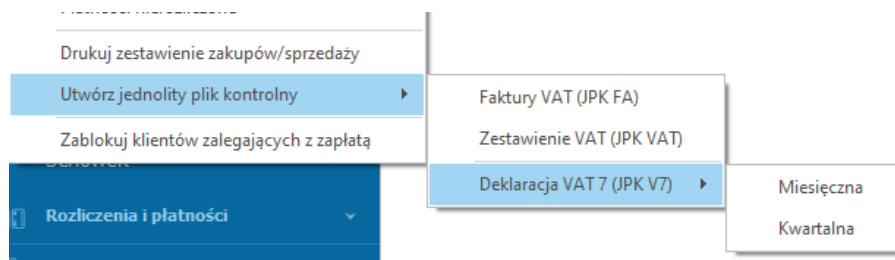 Drukuj zestawienie zakupów/sprzedaży
Utwórz jednolity plik kontrolny
Zablokuj klientów zalegających z zapłatą
Faktury VAT (JPK FA)
Zestawienie VAT (JPK VAT)
Deklaracja VAT 7 (JPK V7)
Miesięczna
Kwartalna
Rozliczenia i płatności